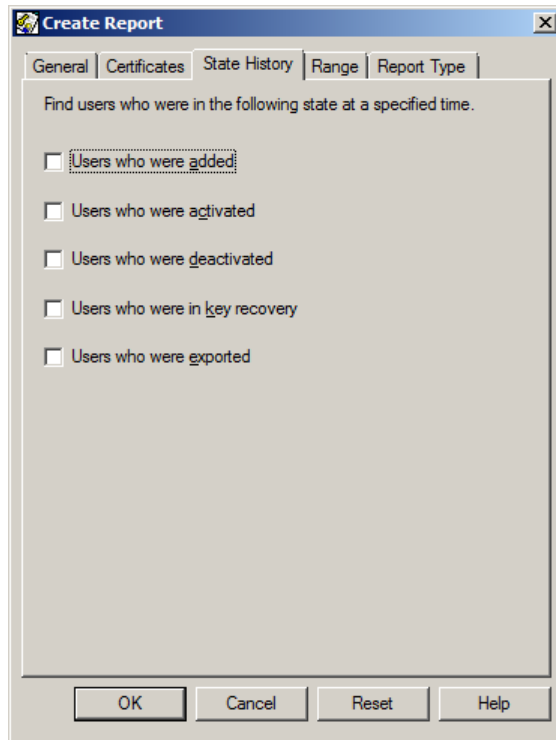 Create Report
General Certificates State History Range Report Type
Find users who were in the following state at a specified time.
Users who were added
Users who were activated
Users who were deactivated
Users who were in key recovery
Users who were exported
OK Cancel Reset Help